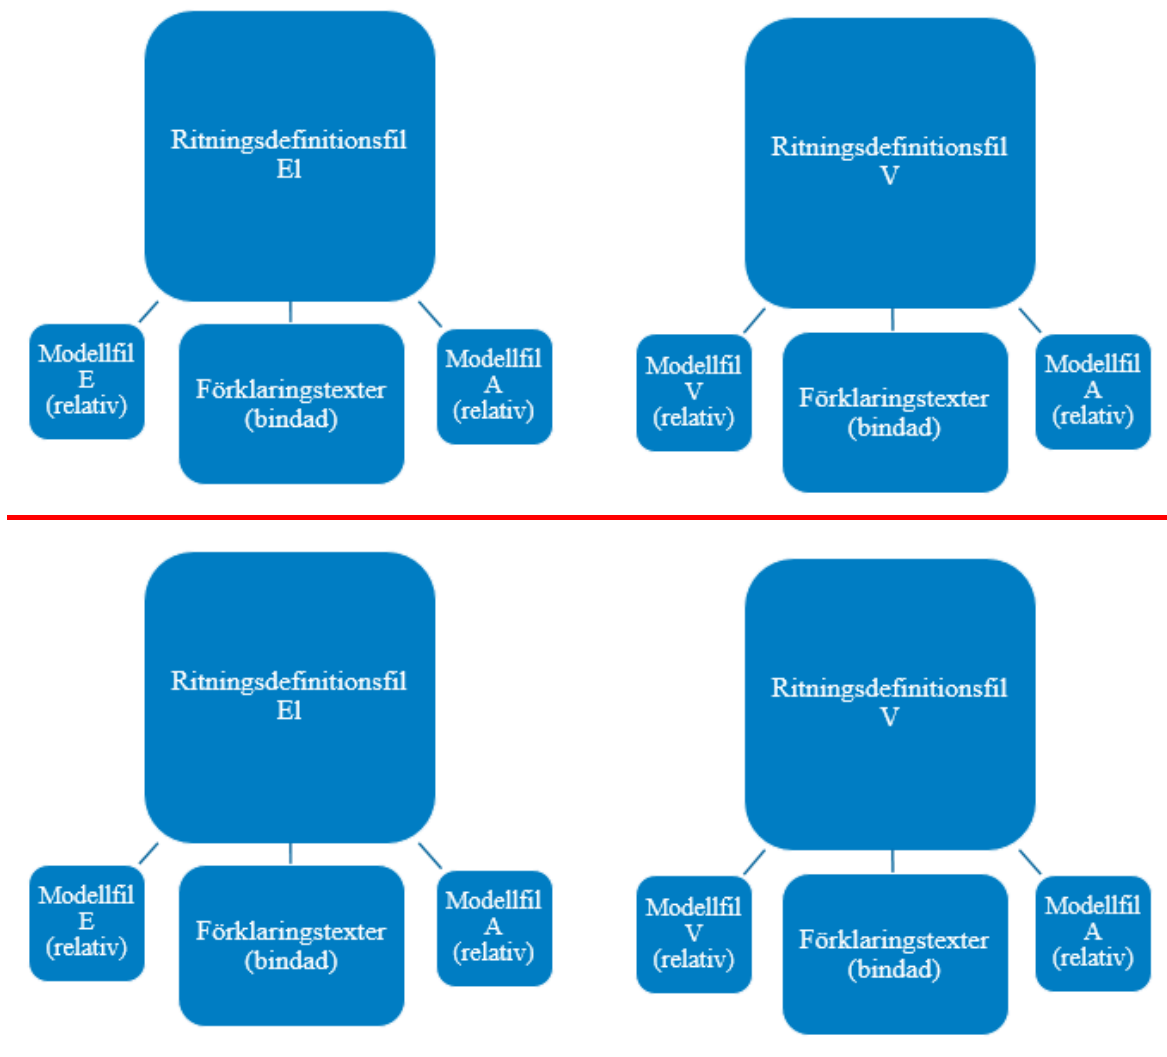 Ritningsdefinitionsfil
El
Modellfil
E
(relativ)
Förklaringstexter
(bindad)
Modellfil
A
(relativ)
Ritningsdefinitionsfil
V
Modellfil
V
(relativ)
Förklaringstexter
(bindad)
Modellfil
A
(relativ)
Ritningsdefinitionsfil
El
Modellfil
E
(relativ)
Förklaringstexter
(bindad)
Modellfil
A
(relativ)
Ritningsdefinitionsfil
V
Modellfil
V
(relativ)
Förklaringstexter
(bindad)
Modellfil
A
(relativ)